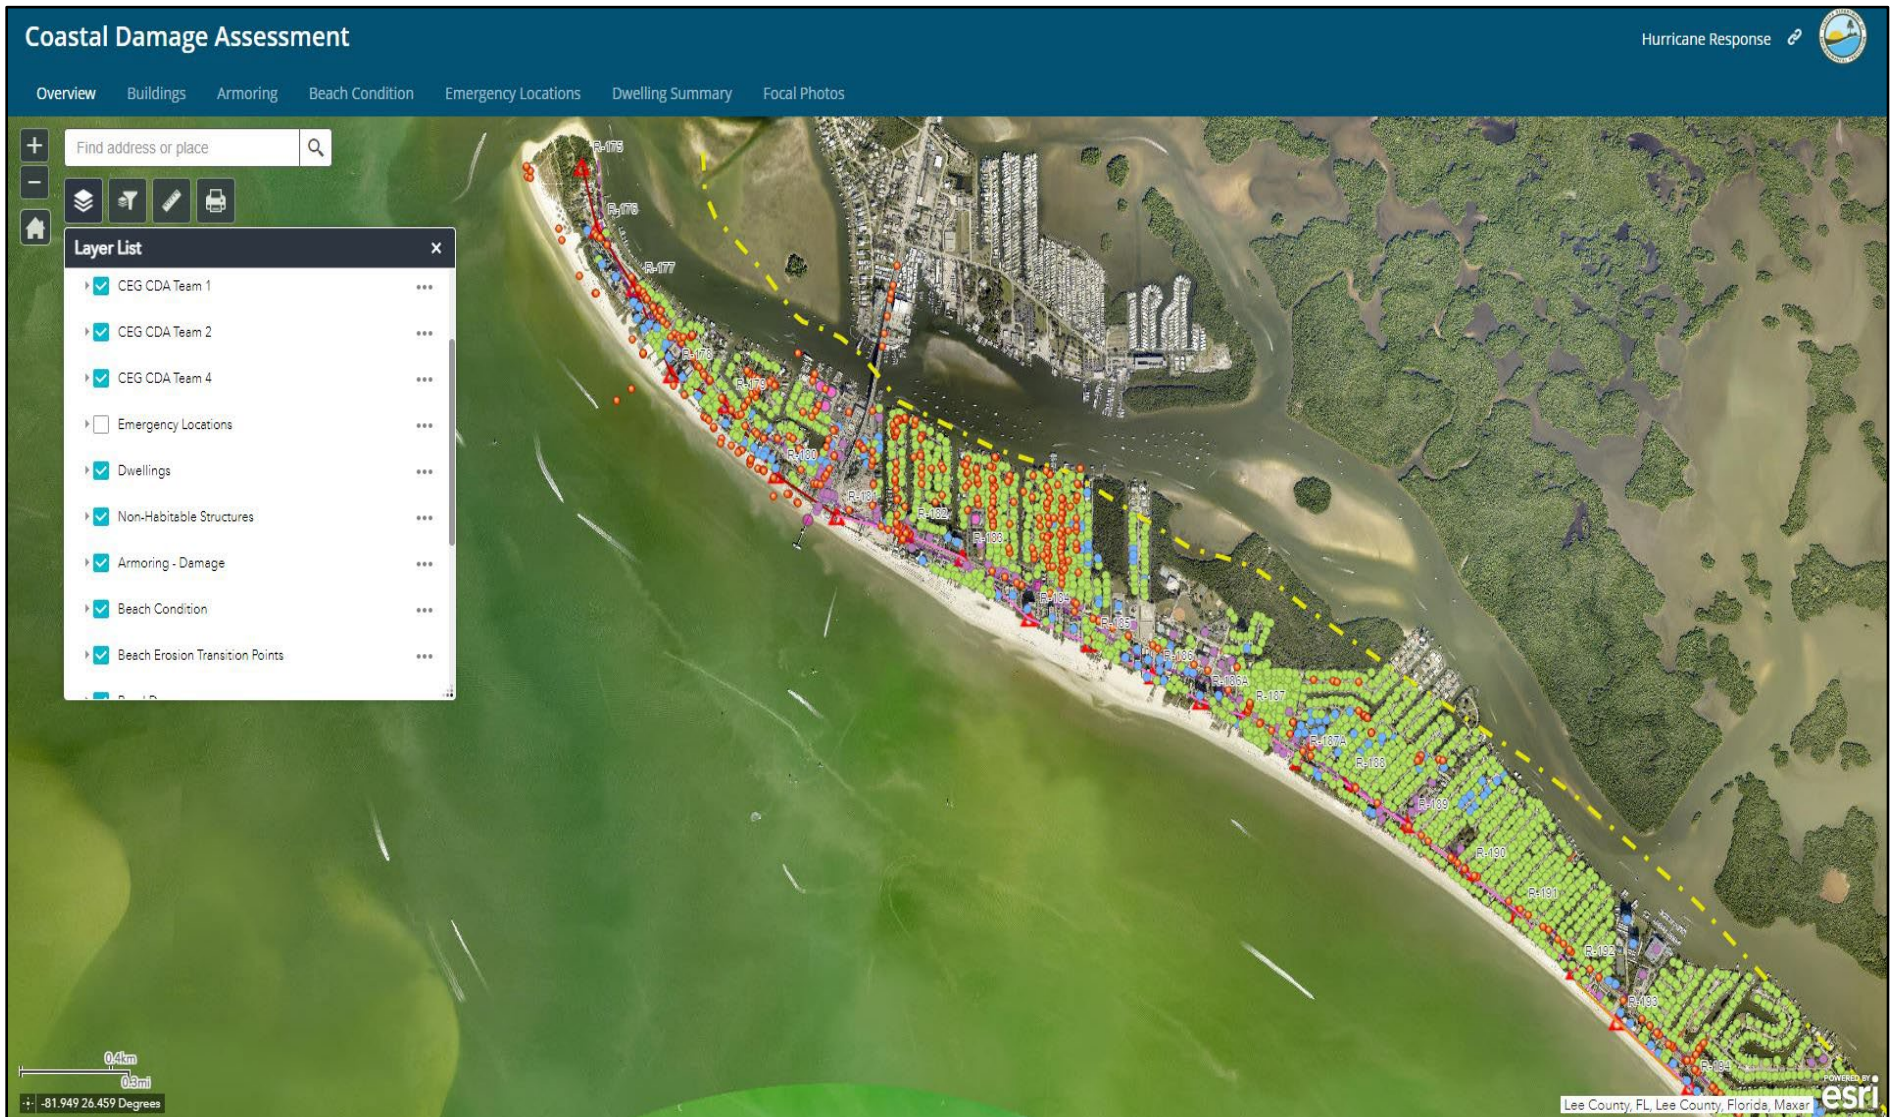 Coastal Damage Assessment
Hurricane Response
Overview Buildings Armoring Beach Condition Emergency Locations Dwelling Summary Focal Photos
+
Find address or place
−
Layer List ×
CEG CDA Team 1
CEG CDA Team 2
CEG CDA Team 4
Emergency Locations
Dwellings
Non-Habitable Structures
Armoring - Damage
Beach Condition
Beach Erosion Transition Points
R-175
R-176
R-177
R-178
R-179
R-180
R-181
R-182
R-183
R-184
R-185
R-186
R-186A
R-187
R-187A
R-188
R-189
R-190
R-191
R-192
R-193
R-194
0.4km
0.3mi
-81.949 26.459 Degrees
Lee County, FL, Lee County, Florida, Maxar
POWERED BY
esri